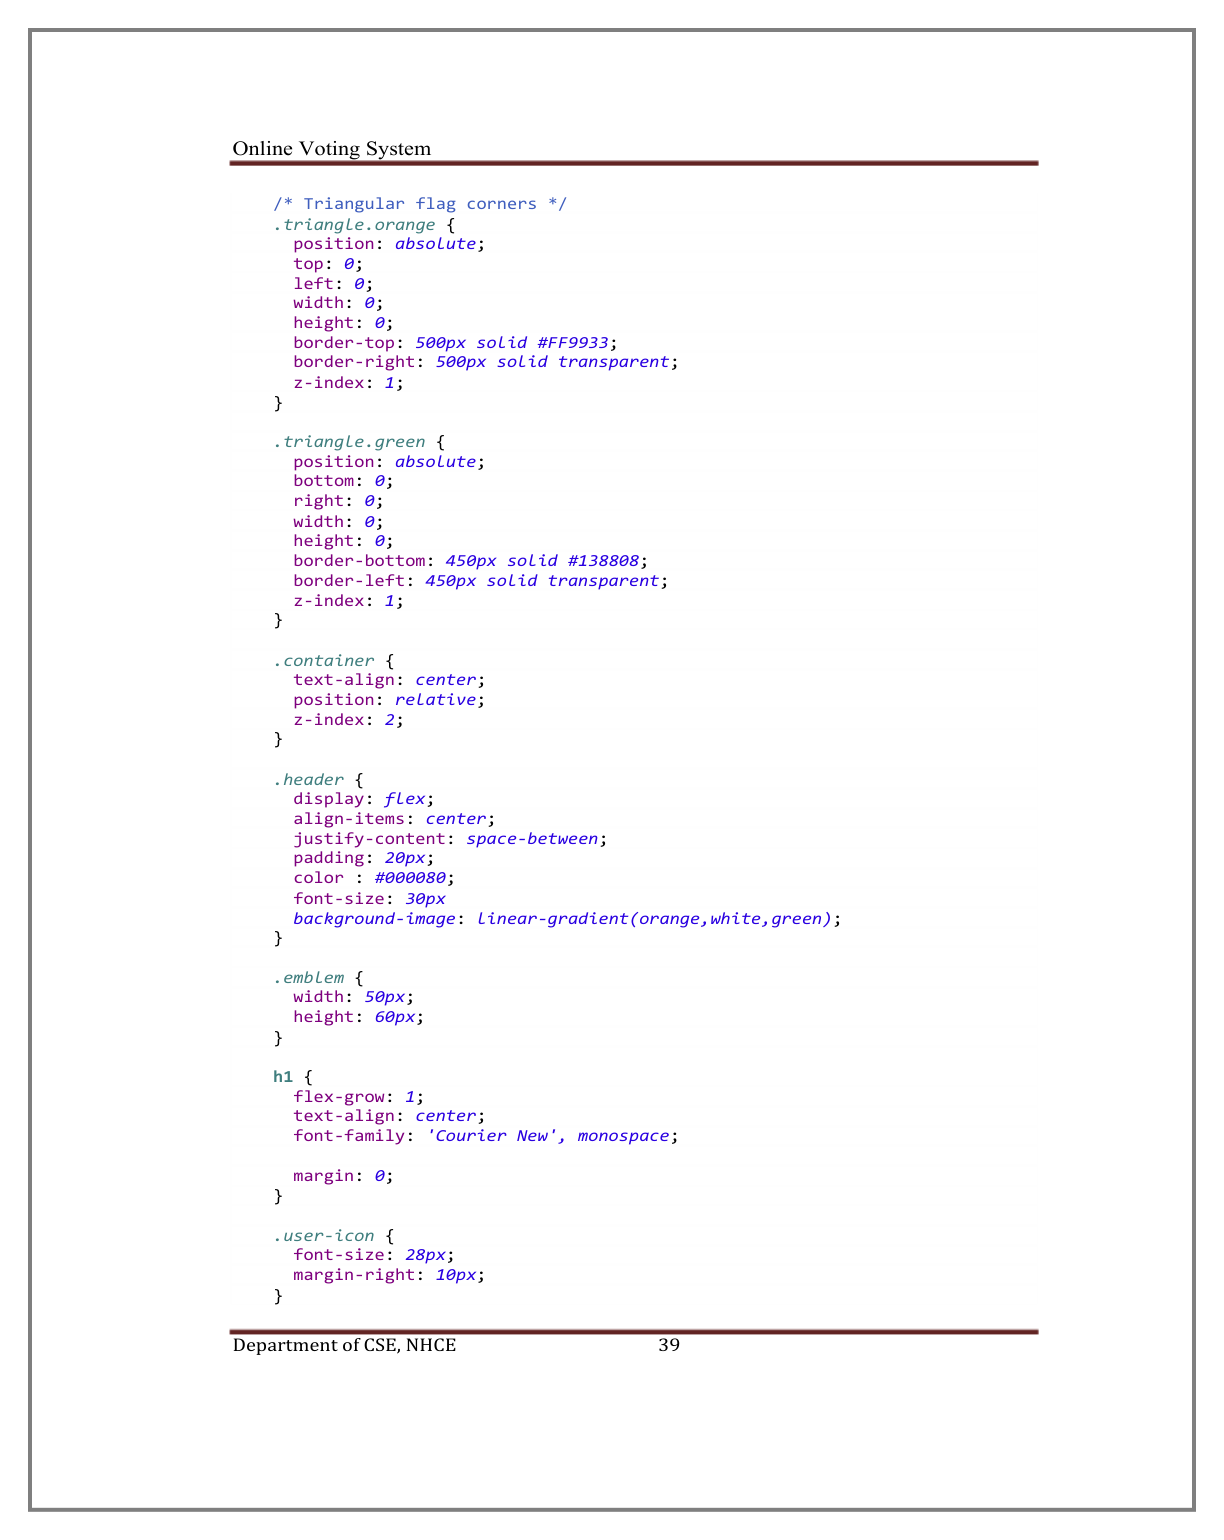 Online Voting System
/* Triangular flag corners */
.triangle.orange {
  position: absolute;
  top: 0;
  left: 0;
  width: 0;
  height: 0;
  border-top: 500px solid #FF9933;
  border-right: 500px solid transparent;
  z-index: 1;
}
.triangle.green {
  position: absolute;
  bottom: 0;
  right: 0;
  width: 0;
  height: 0;
  border-bottom: 450px solid #138808;
  border-left: 450px solid transparent;
  z-index: 1;
}
.container {
  text-align: center;
  position: relative;
  z-index: 2;
}
.header {
  display: flex;
  align-items: center;
  justify-content: space-between;
  padding: 20px;
  color : #000080;
  font-size: 30px
  background-image: linear-gradient(orange,white,green);
}
.emblem {
  width: 50px;
  height: 60px;
}
h1 {
  flex-grow: 1;
  text-align: center;
  font-family: 'Courier New', monospace;
  margin: 0;
}
.user-icon {
  font-size: 28px;
  margin-right: 10px;
}
Department of CSE, NHCE 39